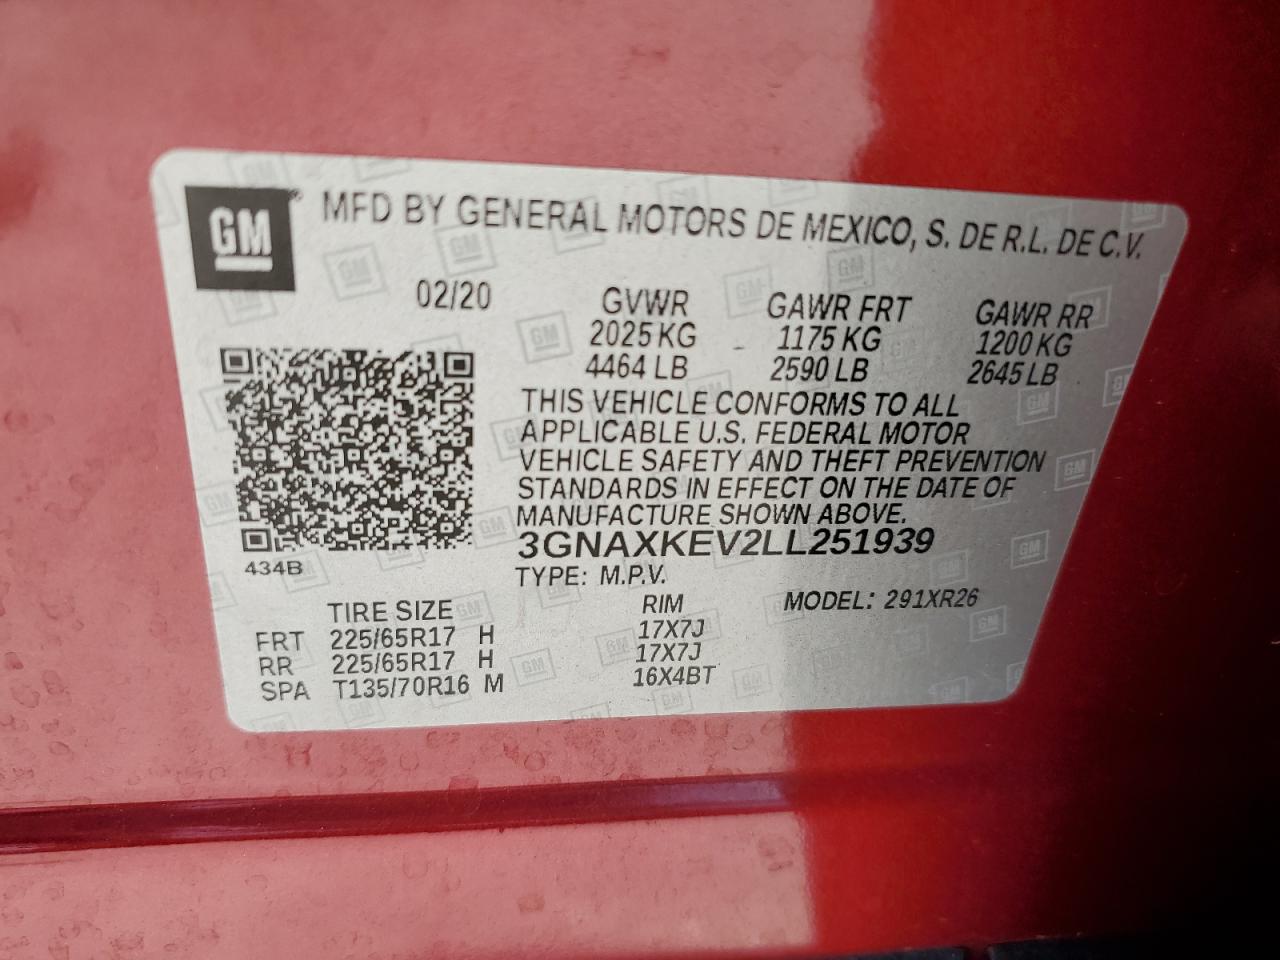 GM ® MFD BY GENERAL MOTORS DE MEXICO, S. DE R.L. DE C.V.
02/20 GVWR GAWR FRT GAWR RR
2025 KG 1175 KG 1200 KG
4464 LB 2590 LB 2645 LB
THIS VEHICLE CONFORMS TO ALL
APPLICABLE U.S. FEDERAL MOTOR
VEHICLE SAFETY AND THEFT PREVENTION
STANDARDS IN EFFECT ON THE DATE OF
MANUFACTURE SHOWN ABOVE.
3GNAXKEV2LL251939
434B
TYPE: M.P.V.
TIRE SIZE RIM MODEL: 291XR26
FRT 225/65R17 H 17X7J
RR 225/65R17 H 17X7J
SPA T135/70R16 M 16X4BT